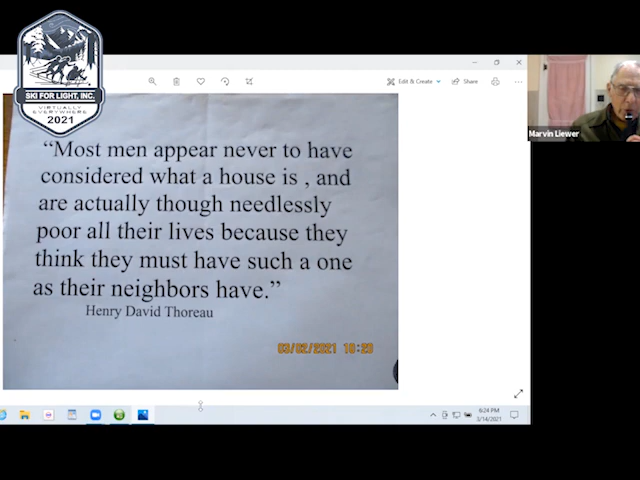 SKI FOR LIGHT, INC.
VIRTUALLY
EVERYWHERE
2021
Edit & Create
Share
Marvin Liewer
“Most men appear never to have
considered what a house is , and
are actually though needlessly
poor all their lives because they
think they must have such a one
as their neighbors have.”
Henry David Thoreau
03/02/2021 10:20
6:24 PM
3/14/2021